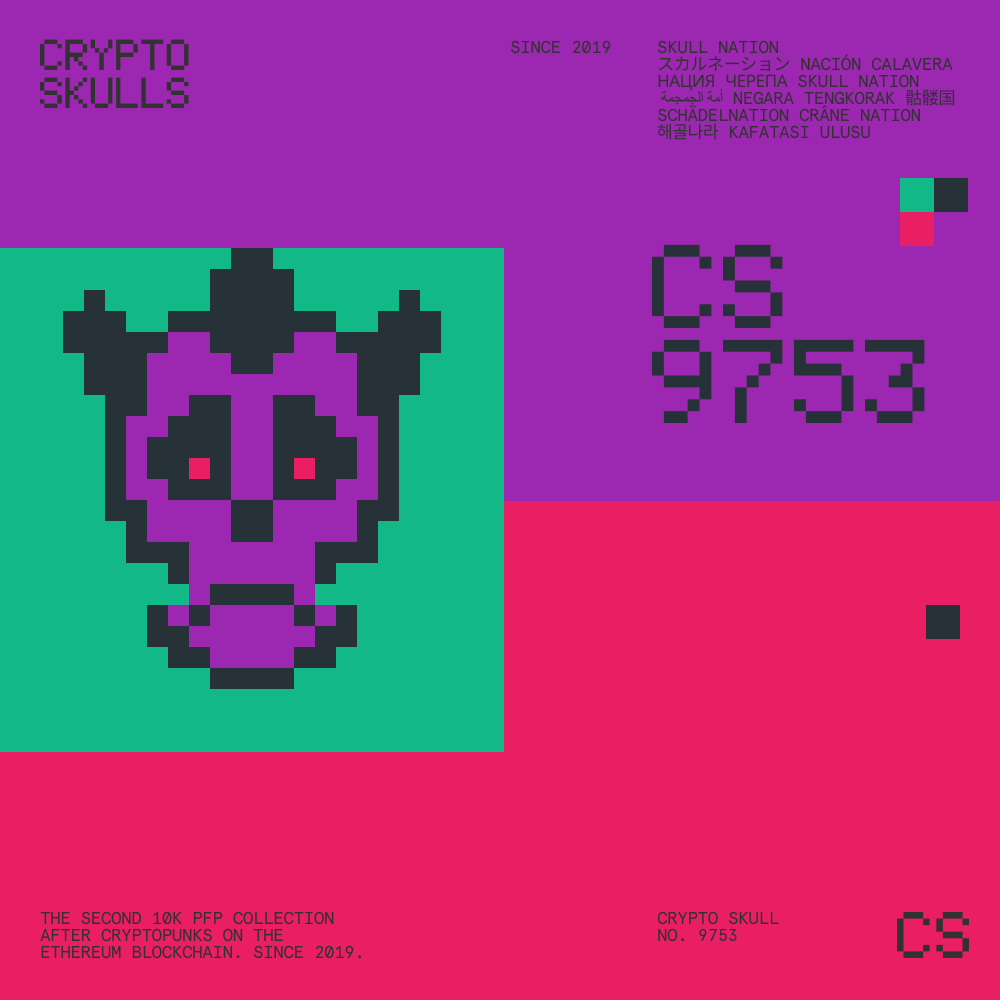 CRYPTO
SKULLS
SINCE 2019
SKULL NATION
スカルネーション NACIÓN CALAVERA
НАЦИЯ ЧЕРЕПА SKULL NATION
أمة الجمجمة NEGARA TENGKORAK 骷髅国
SCHÄDELNATION CRÂNE NATION
해골나라 KAFATASI ULUSU
CS
9753
THE SECOND 10K PFP COLLECTION
AFTER CRYPTOPUNKS ON THE
ETHEREUM BLOCKCHAIN. SINCE 2019.
CRYPTO SKULL
NO. 9753
CS